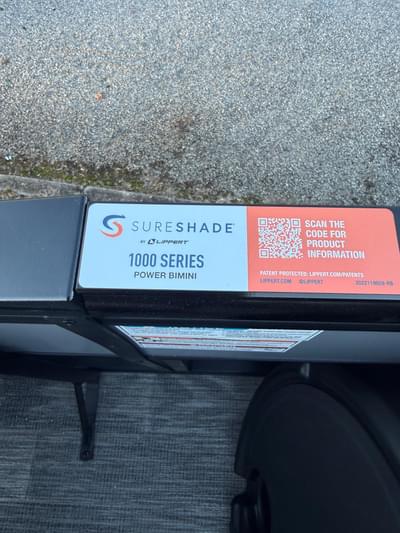 SURESHADE
BY LIPPERT
1000 SERIES
POWER BIMINI
SCAN THE
CODE FOR
PRODUCT
INFORMATION
PATENT PROTECTED: LIPPERT.COM/PATENTS
LIPPERT.COM @LIPPERT